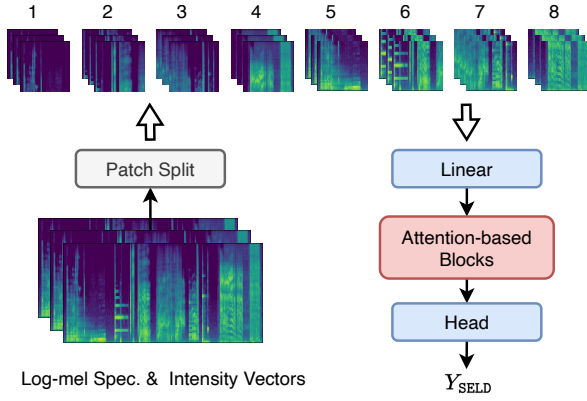 1 2 3 4 5 6 7 8
Patch Split
Log-mel Spec. & Intensity Vectors
Linear
Attention-based
Blocks
Head
Y_SELD